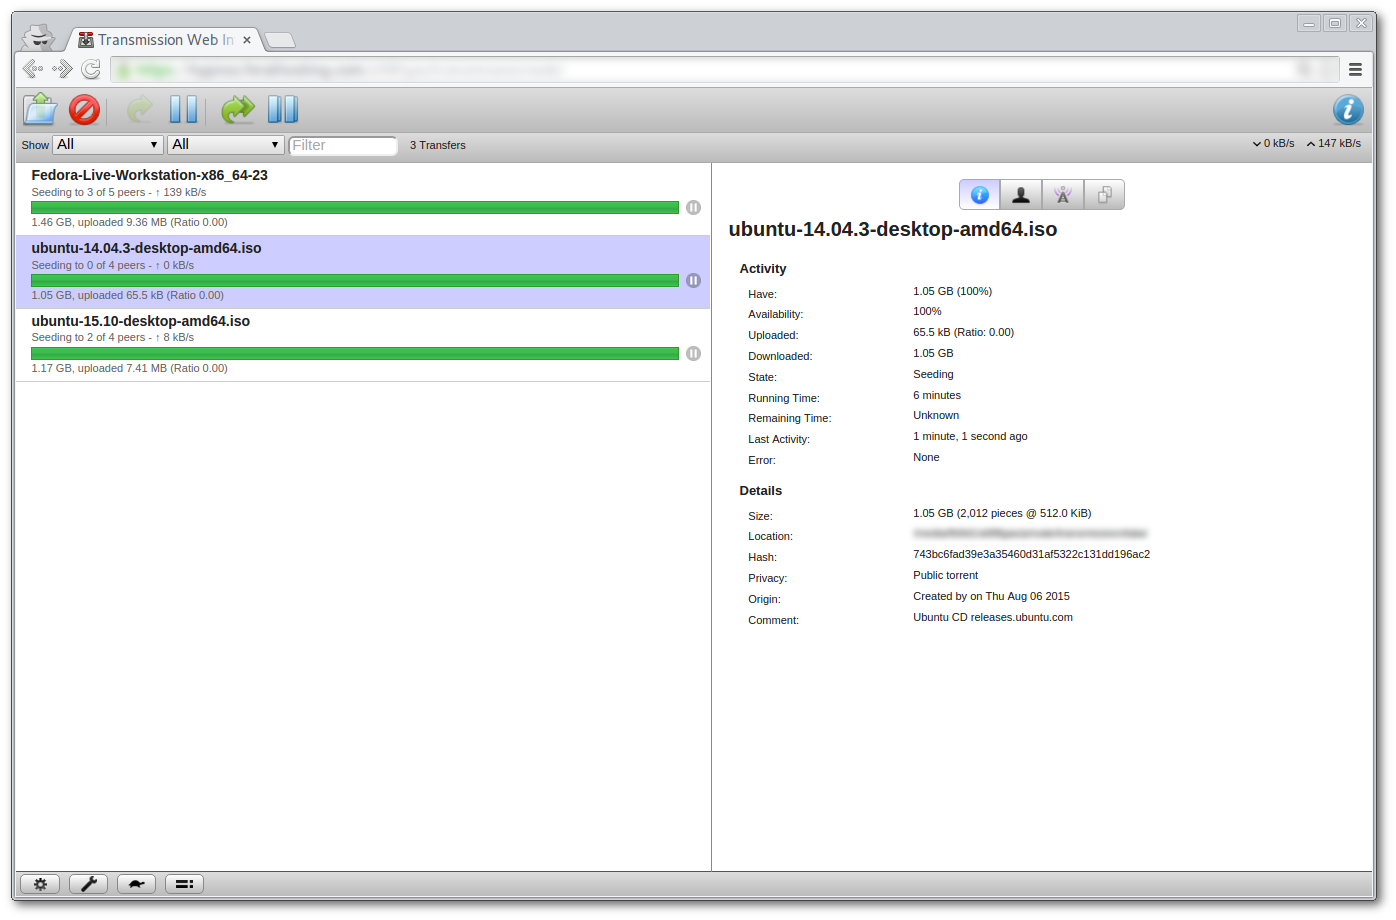 Transmission Web In
Show All All Filter 3 Transfers 0 kB/s 147 kB/s
Fedora-Live-Workstation-x86_64-23
Seeding to 3 of 5 peers - ↑ 139 kB/s
1.46 GB, uploaded 9.36 MB (Ratio 0.00)
ubuntu-14.04.3-desktop-amd64.iso
Seeding to 0 of 4 peers - ↑ 0 kB/s
1.05 GB, uploaded 65.5 kB (Ratio 0.00)
ubuntu-15.10-desktop-amd64.iso
Seeding to 2 of 4 peers - ↑ 8 kB/s
1.17 GB, uploaded 7.41 MB (Ratio 0.00)
ubuntu-14.04.3-desktop-amd64.iso
Activity
Have: 1.05 GB (100%)
Availability: 100%
Uploaded: 65.5 kB (Ratio: 0.00)
Downloaded: 1.05 GB
State: Seeding
Running Time: 6 minutes
Remaining Time: Unknown
Last Activity: 1 minute, 1 second ago
Error: None
Details
Size: 1.05 GB (2,012 pieces @ 512.0 KiB)
Location:
Hash: 743bc6fad39e3a35460d31af5322c131dd196ac2
Privacy: Public torrent
Origin: Created by on Thu Aug 06 2015
Comment: Ubuntu CD releases.ubuntu.com